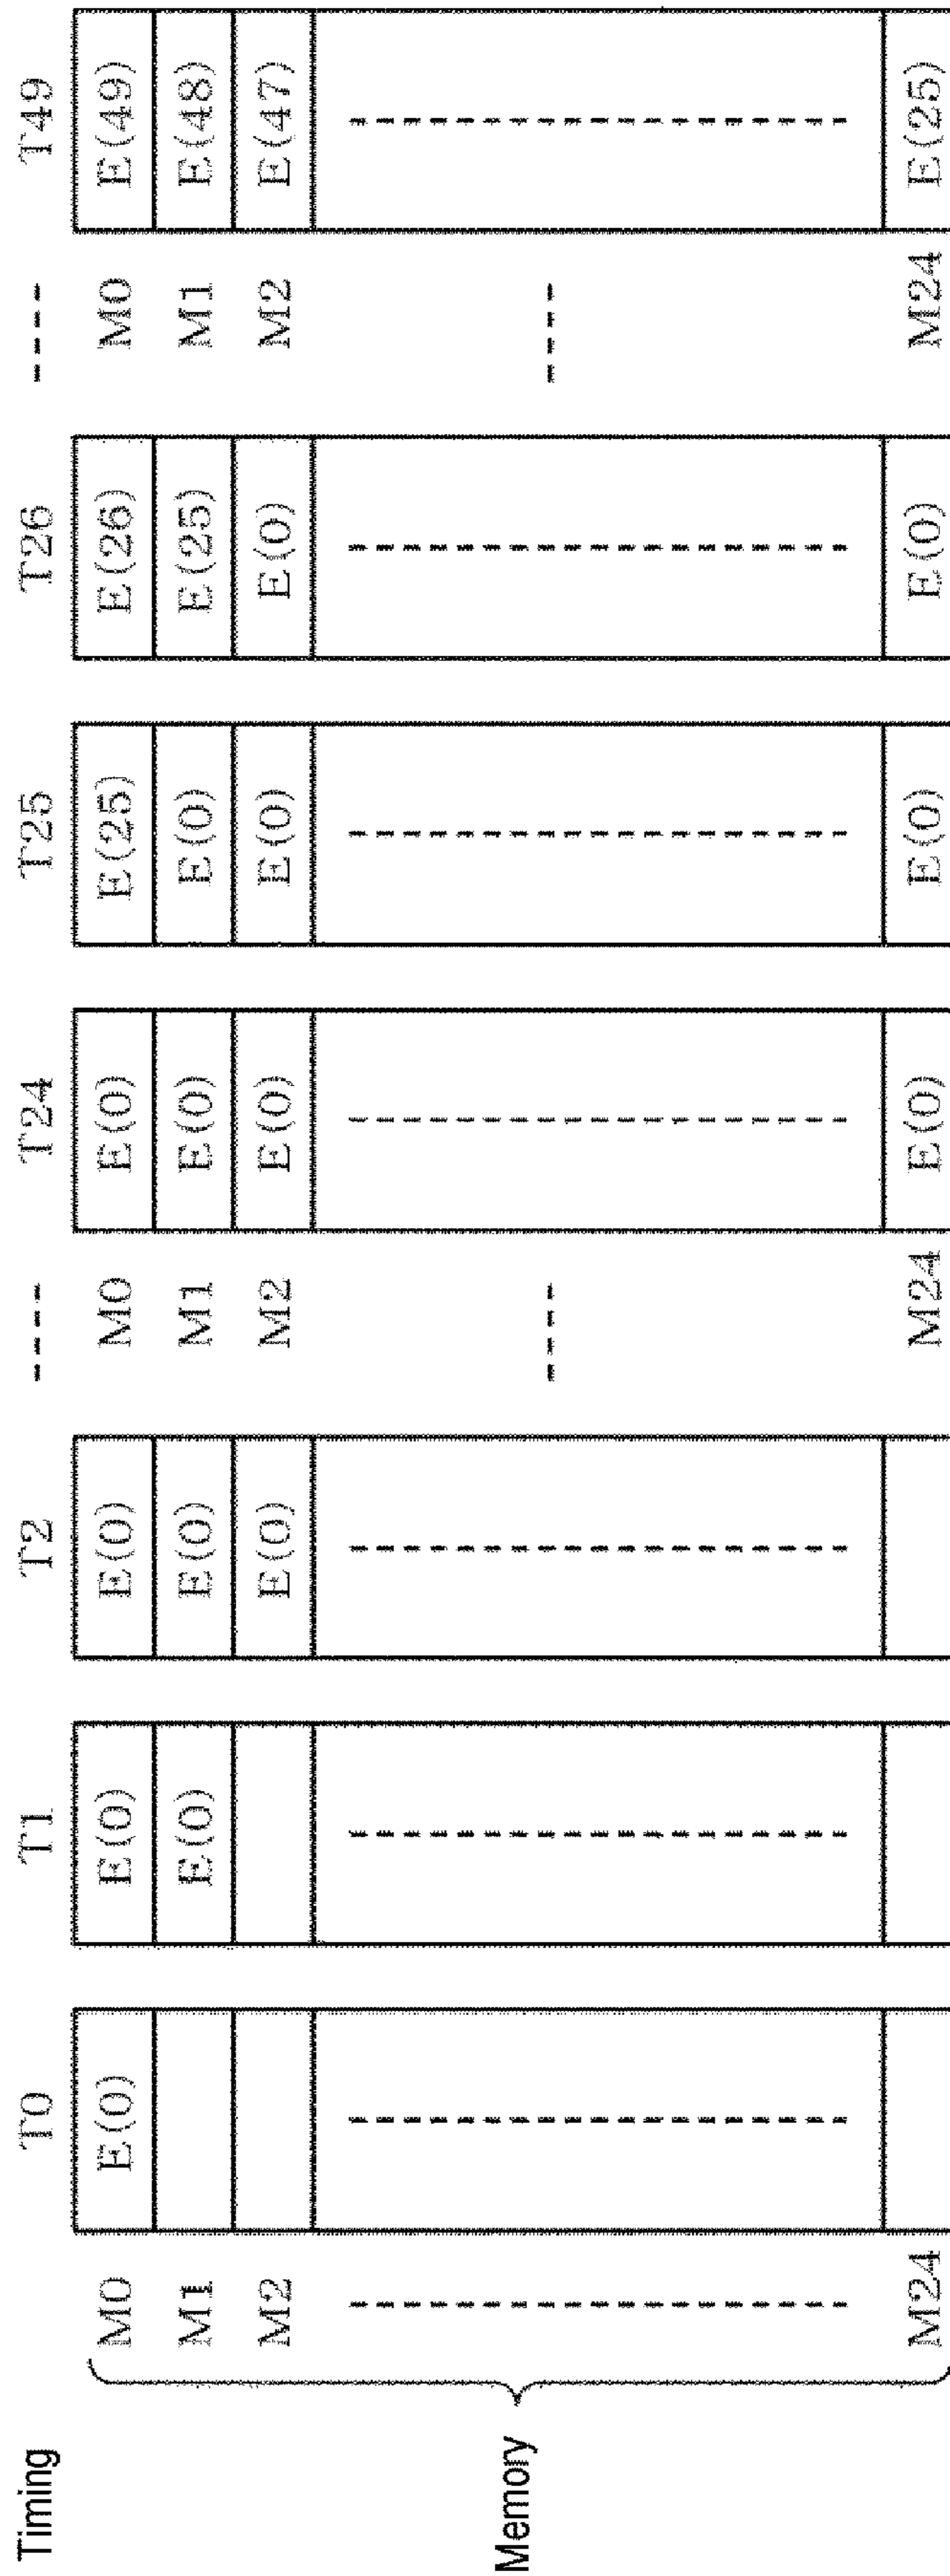 Timing T0 T1 T2 ---- T24 T25 T26 ---- T49
M0 E(0) E(0) E(0) M0 E(0) E(25) E(26) M0 E(49)
M1 E(0) E(0) M1 E(0) E(0) E(25) M1 E(48)
M2 E(0) M2 E(0) E(0) E(0) M2 E(47)
Memory
M24 M24 E(0) E(0) E(0) M24 E(25)